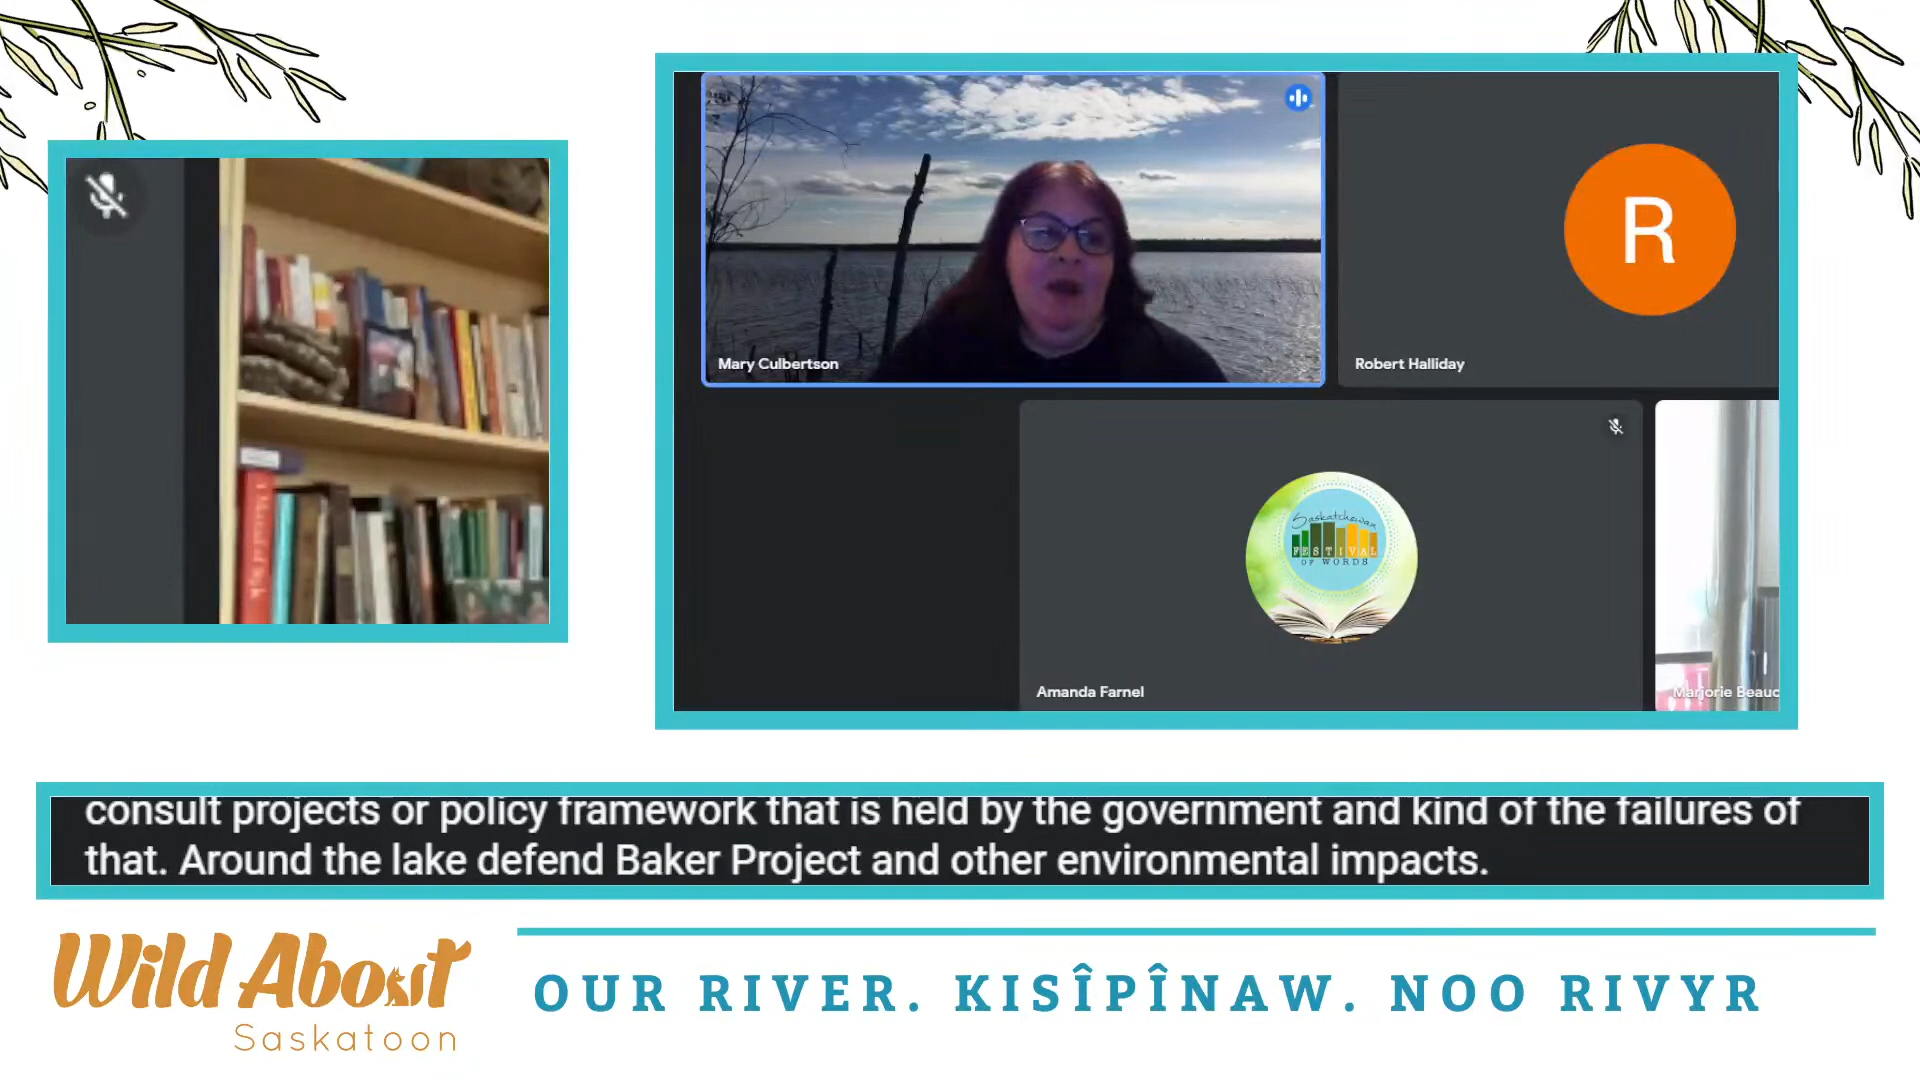 Mary Culbertson
R
Robert Halliday
Saskatchewan
FESTIVAL
OF WORDS
Amanda Farnel
Marjorie Beauc
consult projects or policy framework that is held by the government and kind of the failures of
that. Around the lake defend Baker Project and other environmental impacts.
Wild About
Saskatoon
OUR RIVER. KISÎPÎNAW. NOO RIVYR